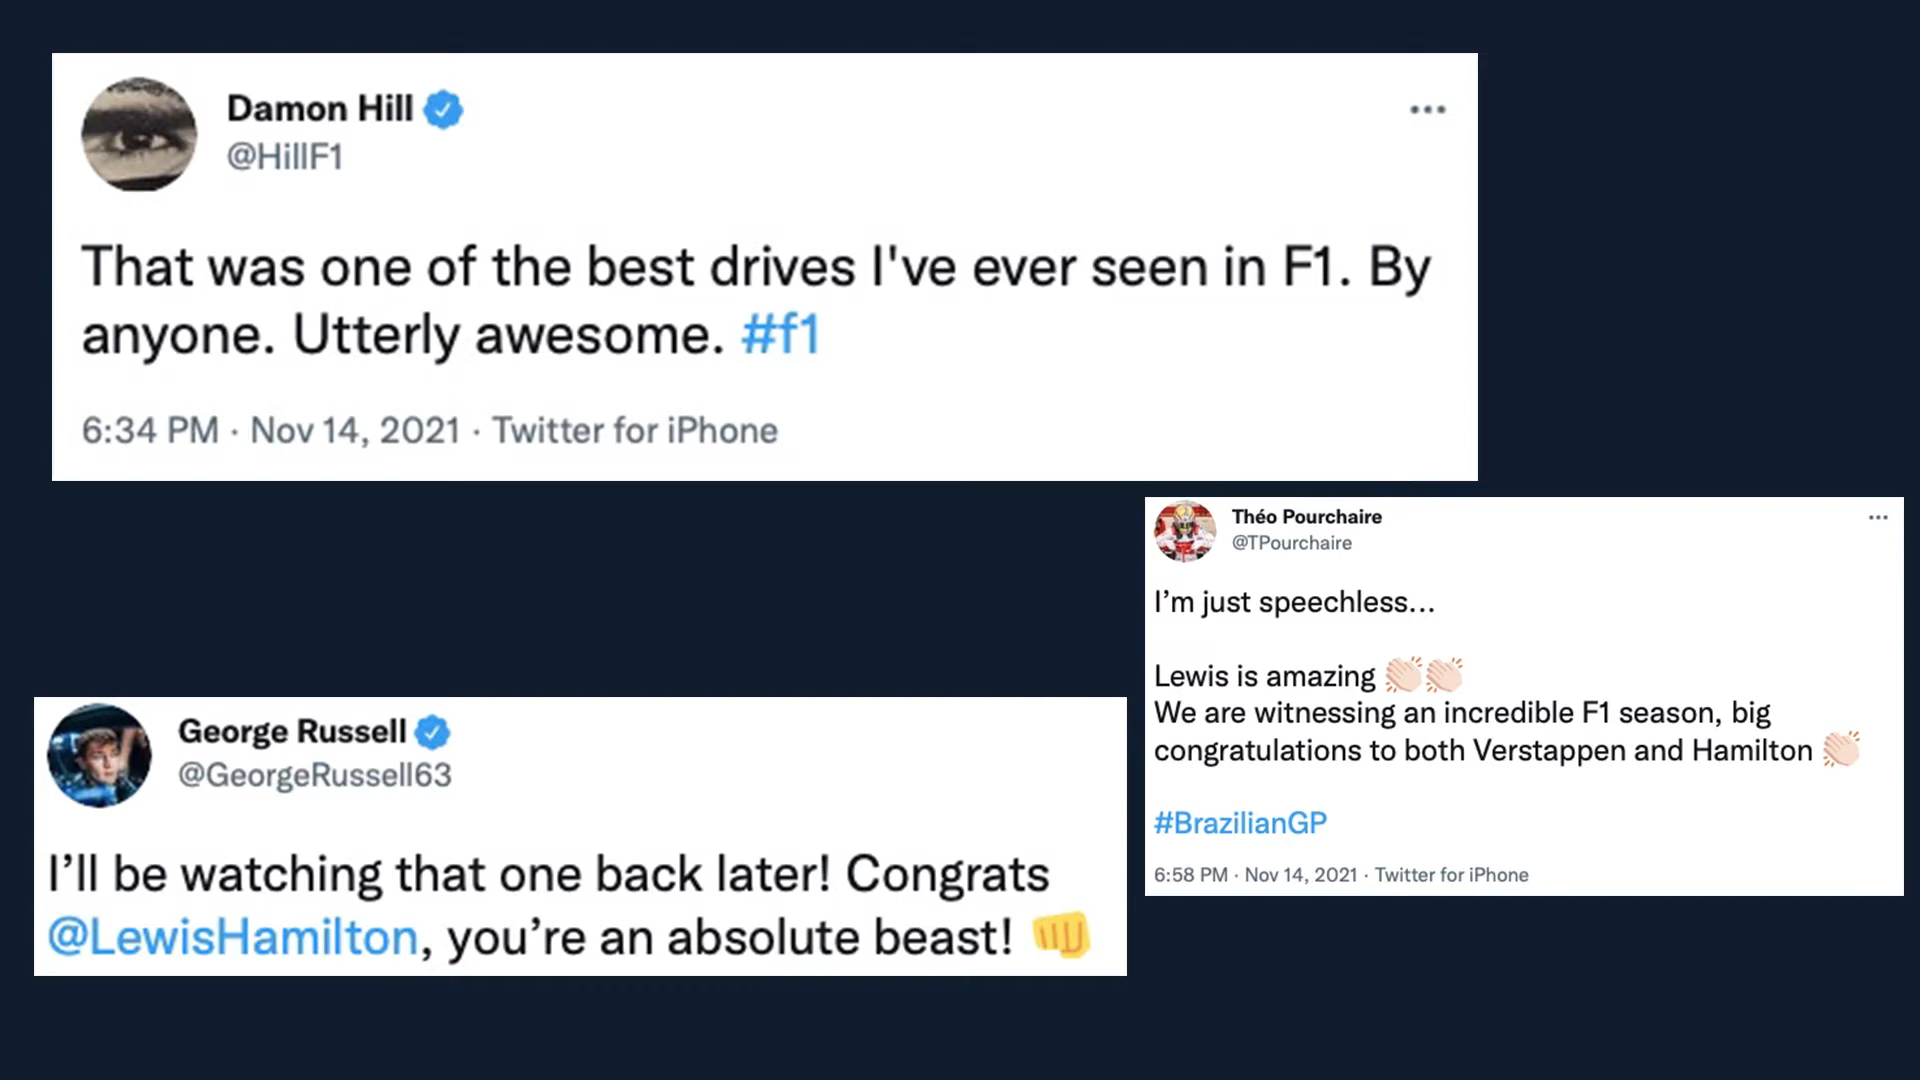 Damon Hill
@HillF1
That was one of the best drives I've ever seen in F1. By
anyone. Utterly awesome. #f1
6:34 PM · Nov 14, 2021 · Twitter for iPhone
Théo Pourchaire
@TPourchaire
I’m just speechless...
Lewis is amazing 👏🏻👏🏻
We are witnessing an incredible F1 season, big
congratulations to both Verstappen and Hamilton 👏🏻
#BrazilianGP
6:58 PM · Nov 14, 2021 · Twitter for iPhone
George Russell
@GeorgeRussell63
I’ll be watching that one back later! Congrats
@LewisHamilton, you’re an absolute beast! 👊